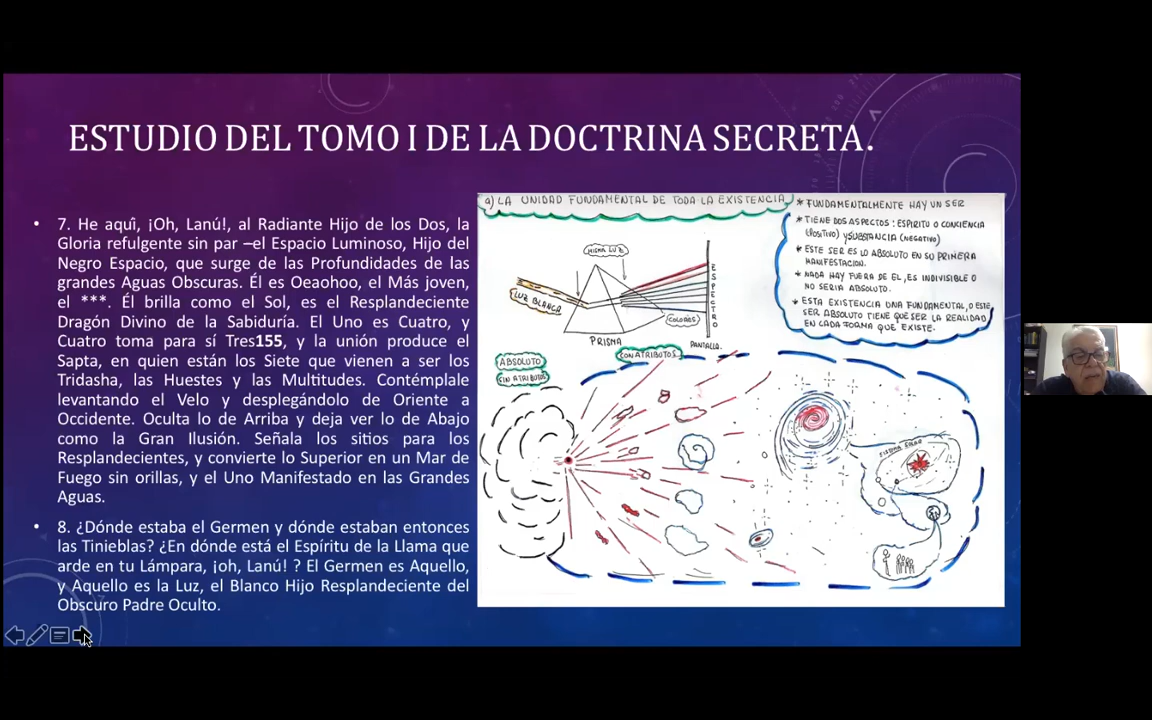 ESTUDIO DEL TOMO I DE LA DOCTRINA SECRETA.
7. He aquî, ¡Oh, Lanú!, al Radiante Hijo de los Dos, la
Gloria refulgente sin par –el Espacio Luminoso, Hijo del
Negro Espacio, que surge de las Profundidades de las
grandes Aguas Obscuras. Él es Oeaohoo, el Más joven,
el ***. Él brilla como el Sol, es el Resplandeciente
Dragón Divino de la Sabiduría. El Uno es Cuatro, y
Cuatro toma para sí Tres155, y la unión produce el
Sapta, en quien están los Siete que vienen a ser los
Tridasha, las Huestes y las Multitudes. Contémplale
levantando el Velo y desplegándolo de Oriente a
Occidente. Oculta lo de Arriba y deja ver lo de Abajo
como la Gran Ilusión. Señala los sitios para los
Resplandecientes, y convierte lo Superior en un Mar de
Fuego sin orillas, y el Uno Manifestado en las Grandes
Aguas.
8. ¿Dónde estaba el Germen y dónde estaban entonces
las Tinieblas? ¿En dónde está el Espíritu de la Llama que
arde en tu Lámpara, ¡oh, Lanú! ? El Germen es Aquello,
y Aquello es la Luz, el Blanco Hijo Resplandeciente del
Obscuro Padre Oculto.
a) LA UNIDAD FUNDAMENTAL DE TODA LA EXISTENCIA
* FUNDAMENTALMENTE HAY UN SER
* TIENE DOS ASPECTOS: ESPIRITU O CONCIENCIA
(POSITIVO) Y SUBSTANCIA (NEGATIVO)
* ESTE SER ES LO ABSOLUTO EN SU PRIMERA
MANIFESTACION.
* NADA HAY FUERA DE EL, ES INDIVISIBLE O
NO SERIA ABSOLUTO.
* ESTA EXISTENCIA UNA FUNDAMENTAL, O ESTE
SER ABSOLUTO TIENE QUE SER LA REALIDAD
EN CADA FORMA QUE EXISTE.
LUZ BLANCA
COLORES
ESPECTRO
PRISMA
PANTALLA.
ABSOLUTO
SIN ATRIBUTOS
CON ATRIBUTOS
SISTEMA SOLAR